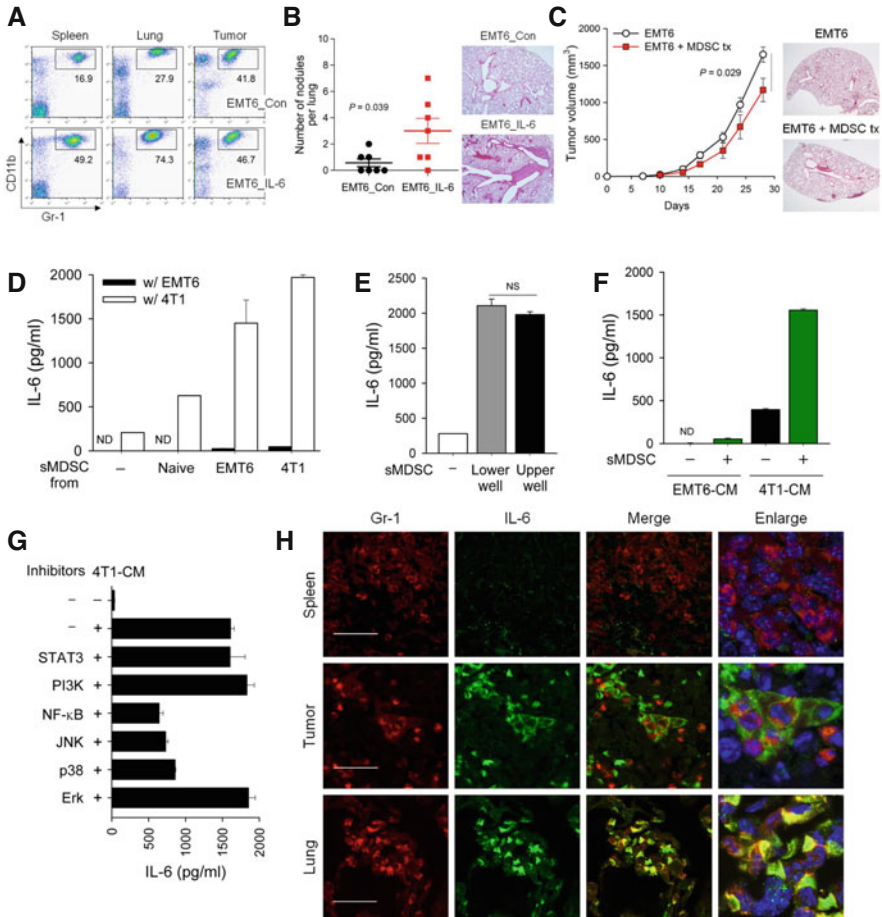 A
Spleen Lung Tumor
16.9 27.9 41.8
EMT6_Con
49.2 74.3 46.7
EMT6_IL-6
CD11b
Gr-1
B
Number of nodules
per lung
10
8
6
4
2
0
P = 0.039
EMT6_Con EMT6_IL-6
EMT6_Con
EMT6_IL-6
C
Tumor volume (mm³)
2000
1500
1000
500
0
EMT6
EMT6 + MDSC tx
P = 0.029
0 5 10 15 20 25 30
Days
EMT6
EMT6 + MDSC tx
D
IL-6 (pg/ml)
2000
1500
1000
500
0
w/ EMT6
w/ 4T1
ND ND
sMDSC
from
– Naive EMT6 4T1
E
IL-6 (pg/ml)
2500
2000
1500
1000
500
0
NS
sMDSC – Lower
well
Upper
well
F
IL-6 (pg/ml)
2000
1500
1000
500
0
ND
sMDSC – + – +
EMT6-CM 4T1-CM
G
Inhibitors 4T1-CM
– –
– +
STAT3 +
PI3K +
NF-κB +
JNK +
p38 +
Erk +
0 500 1000 1500 2000
IL-6 (pg/ml)
H
Gr-1 IL-6 Merge Enlarge
Spleen
Tumor
Lung